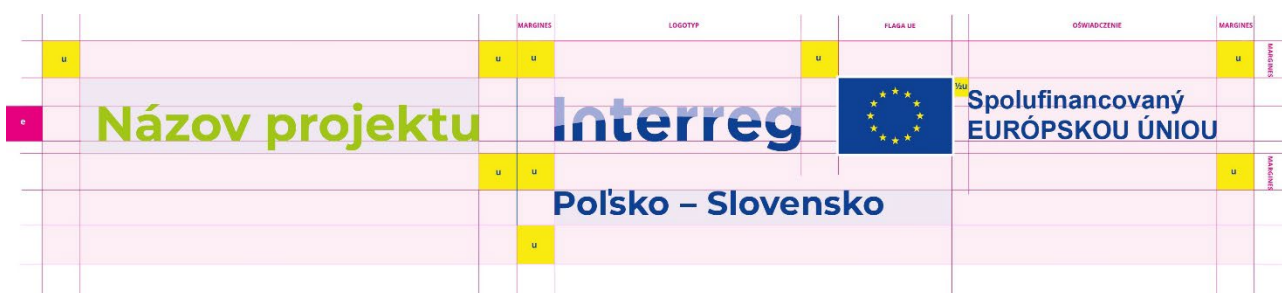 MARGINES LOGOTYP FLAGA UE OŚWIADCZENIE MARGINES
u u u u u MARGINES
½u
e Názov projektu Interreg Spolufinancovaný
EURÓPSKOU ÚNIOU
u u u MARGINES
Poľsko – Slovensko
u